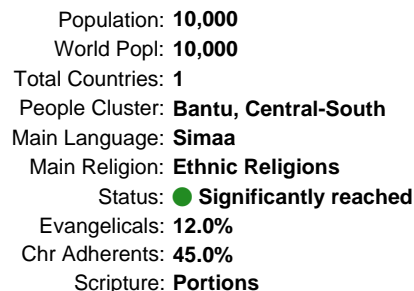 Population: 10,000
World Popl: 10,000
Total Countries: 1
People Cluster: Bantu, Central-South
Main Language: Simaa
Main Religion: Ethnic Religions
Status: Significantly reached
Evangelicals: 12.0%
Chr Adherents: 45.0%
Scripture: Portions